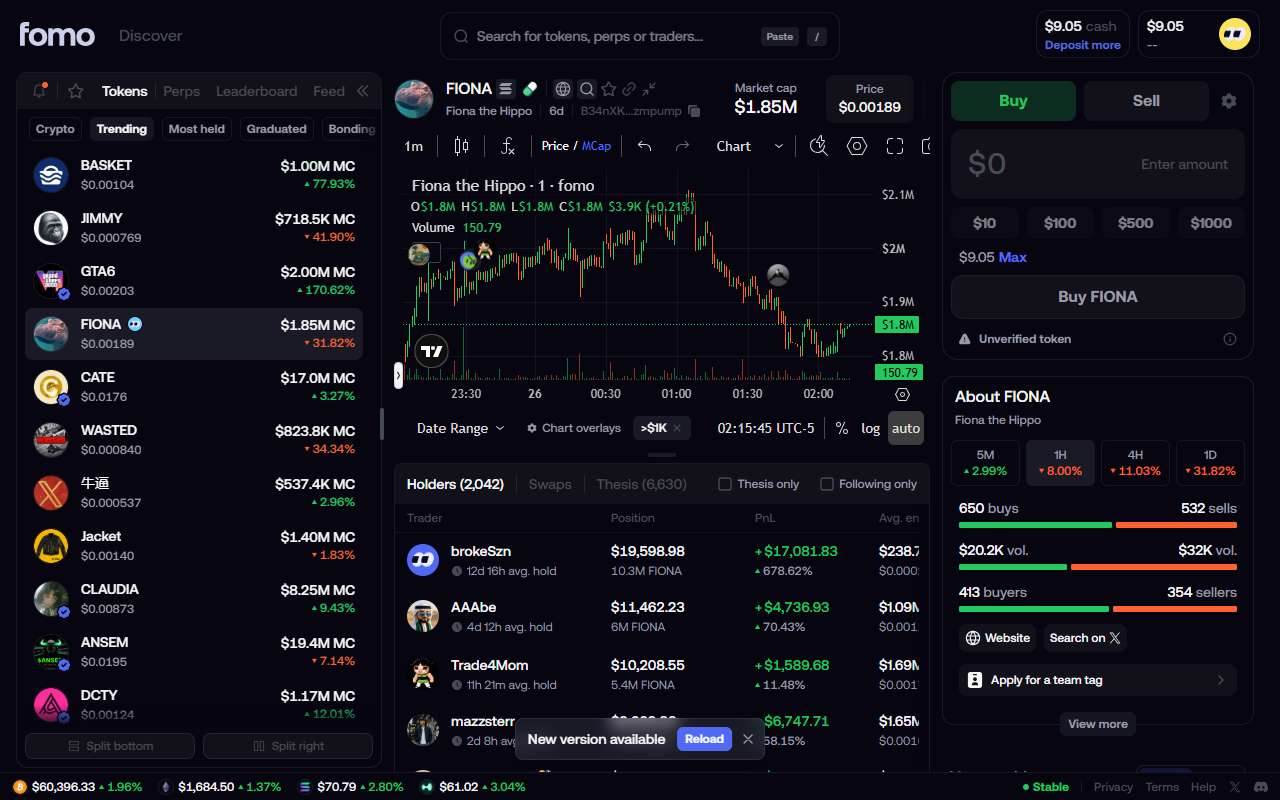 fomo
Discover
Search for tokens, perps or traders...
Paste
/
$9.05 cash
Deposit more
$9.05
--
Tokens
Perps
Leaderboard
Feed
Crypto
Trending
Most held
Graduated
Bonding
BASKET
$1.00M MC
$0.00104
77.93%
JIMMY
$718.5K MC
$0.000769
41.90%
GTA6
$2.00M MC
$0.00203
170.62%
FIONA
$1.85M MC
$0.00189
31.82%
CATE
$17.0M MC
$0.0176
3.27%
WASTED
$823.8K MC
$0.000840
34.34%
牛逼
$537.4K MC
$0.000537
2.96%
Jacket
$1.40M MC
$0.00140
1.83%
CLAUDIA
$8.25M MC
$0.00873
9.43%
ANSEM
$19.4M MC
$0.0195
7.14%
DCTY
$1.17M MC
$0.00124
12.01%
Split bottom
Split right
FIONA
Fiona the Hippo
6d
B34nXK...zmpump
Market cap
$1.85M
Price
$0.00189
1m
Price / MCap
Chart
Fiona the Hippo · 1 · fomo
O$1.8M H$1.8M L$1.8M C$1.8M $3.9K (+0.21%)
Volume 150.79
$2.1M
$2M
$1.9M
$1.8M
$1.8M
150.79
23:30
26
00:30
01:00
01:30
02:00
Date Range
Chart overlays
>$1K
02:15:45 UTC-5
%
log
auto
Holders (2,042)
Swaps
Thesis (6,630)
Thesis only
Following only
Trader
Position
PnL
Avg. en
brokeSzn
$19,598.98
+$17,081.83
$238.7
12d 16h avg. hold
10.3M FIONA
678.62%
$0.000
AAAbe
$11,462.23
+$4,736.93
$1.09M
4d 12h avg. hold
6M FIONA
70.43%
$0.001
Trade4Mom
$10,208.55
+$1,589.68
$1.69M
11h 21m avg. hold
5.4M FIONA
11.48%
$0.001
mazzsterr
$6,747.71
$1.65M
2d 8h avg
58.15%
$0.001
New version available
Reload
Buy
Sell
$0
Enter amount
$10
$100
$500
$1000
$9.05 Max
Buy FIONA
Unverified token
About FIONA
Fiona the Hippo
5M
2.99%
1H
8.00%
4H
11.03%
1D
31.82%
650 buys
532 sells
$20.2K vol.
$32K vol.
413 buyers
354 sellers
Website
Search on X
Apply for a team tag
View more
$60,396.33 1.96%
$1,684.50 1.37%
$70.79 2.80%
$61.02 3.04%
Stable
Privacy
Terms
Help